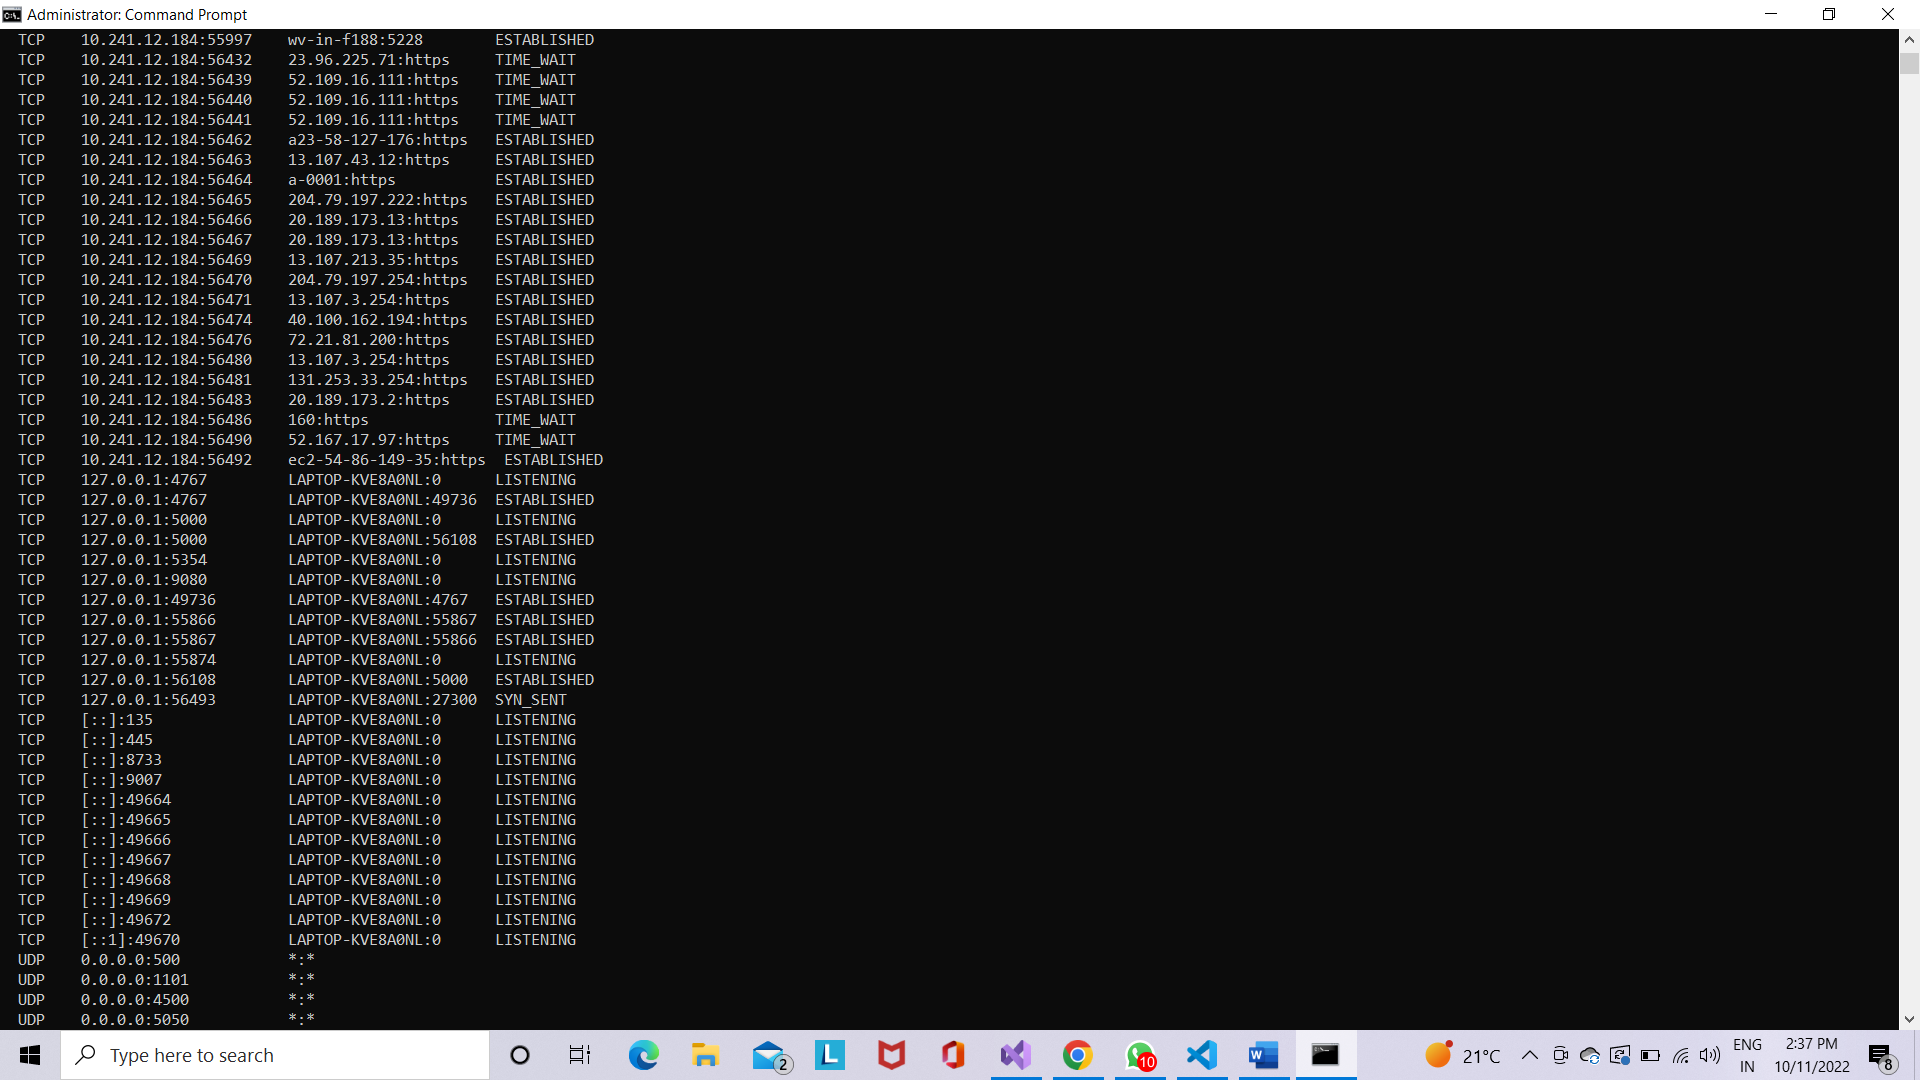 Administrator: Command Prompt
TCP 10.241.12.184:55997 wv-in-f188:5228 ESTABLISHED
TCP 10.241.12.184:56432 23.96.225.71:https TIME_WAIT
TCP 10.241.12.184:56439 52.109.16.111:https TIME_WAIT
TCP 10.241.12.184:56440 52.109.16.111:https TIME_WAIT
TCP 10.241.12.184:56441 52.109.16.111:https TIME_WAIT
TCP 10.241.12.184:56462 a23-58-127-176:https ESTABLISHED
TCP 10.241.12.184:56463 13.107.43.12:https ESTABLISHED
TCP 10.241.12.184:56464 a-0001:https ESTABLISHED
TCP 10.241.12.184:56465 204.79.197.222:https ESTABLISHED
TCP 10.241.12.184:56466 20.189.173.13:https ESTABLISHED
TCP 10.241.12.184:56467 20.189.173.13:https ESTABLISHED
TCP 10.241.12.184:56469 13.107.213.35:https ESTABLISHED
TCP 10.241.12.184:56470 204.79.197.254:https ESTABLISHED
TCP 10.241.12.184:56471 13.107.3.254:https ESTABLISHED
TCP 10.241.12.184:56474 40.100.162.194:https ESTABLISHED
TCP 10.241.12.184:56476 72.21.81.200:https ESTABLISHED
TCP 10.241.12.184:56480 13.107.3.254:https ESTABLISHED
TCP 10.241.12.184:56481 131.253.33.254:https ESTABLISHED
TCP 10.241.12.184:56483 20.189.173.2:https ESTABLISHED
TCP 10.241.12.184:56486 160:https TIME_WAIT
TCP 10.241.12.184:56490 52.167.17.97:https TIME_WAIT
TCP 10.241.12.184:56492 ec2-54-86-149-35:https ESTABLISHED
TCP 127.0.0.1:4767 LAPTOP-KVE8A0NL:0 LISTENING
TCP 127.0.0.1:4767 LAPTOP-KVE8A0NL:49736 ESTABLISHED
TCP 127.0.0.1:5000 LAPTOP-KVE8A0NL:0 LISTENING
TCP 127.0.0.1:5000 LAPTOP-KVE8A0NL:56108 ESTABLISHED
TCP 127.0.0.1:5354 LAPTOP-KVE8A0NL:0 LISTENING
TCP 127.0.0.1:9080 LAPTOP-KVE8A0NL:0 LISTENING
TCP 127.0.0.1:49736 LAPTOP-KVE8A0NL:4767 ESTABLISHED
TCP 127.0.0.1:55866 LAPTOP-KVE8A0NL:55867 ESTABLISHED
TCP 127.0.0.1:55867 LAPTOP-KVE8A0NL:55866 ESTABLISHED
TCP 127.0.0.1:55874 LAPTOP-KVE8A0NL:0 LISTENING
TCP 127.0.0.1:56108 LAPTOP-KVE8A0NL:5000 ESTABLISHED
TCP 127.0.0.1:56493 LAPTOP-KVE8A0NL:27300 SYN_SENT
TCP [::]:135 LAPTOP-KVE8A0NL:0 LISTENING
TCP [::]:445 LAPTOP-KVE8A0NL:0 LISTENING
TCP [::]:8733 LAPTOP-KVE8A0NL:0 LISTENING
TCP [::]:9007 LAPTOP-KVE8A0NL:0 LISTENING
TCP [::]:49664 LAPTOP-KVE8A0NL:0 LISTENING
TCP [::]:49665 LAPTOP-KVE8A0NL:0 LISTENING
TCP [::]:49666 LAPTOP-KVE8A0NL:0 LISTENING
TCP [::]:49667 LAPTOP-KVE8A0NL:0 LISTENING
TCP [::]:49668 LAPTOP-KVE8A0NL:0 LISTENING
TCP [::]:49669 LAPTOP-KVE8A0NL:0 LISTENING
TCP [::]:49672 LAPTOP-KVE8A0NL:0 LISTENING
TCP [::1]:49670 LAPTOP-KVE8A0NL:0 LISTENING
UDP 0.0.0.0:500 *:*
UDP 0.0.0.0:1101 *:*
UDP 0.0.0.0:4500 *:*
UDP 0.0.0.0:5050 *:*
Type here to search 2 L W 10 21°C ENG 2:37 PM
IN 10/11/2022 8